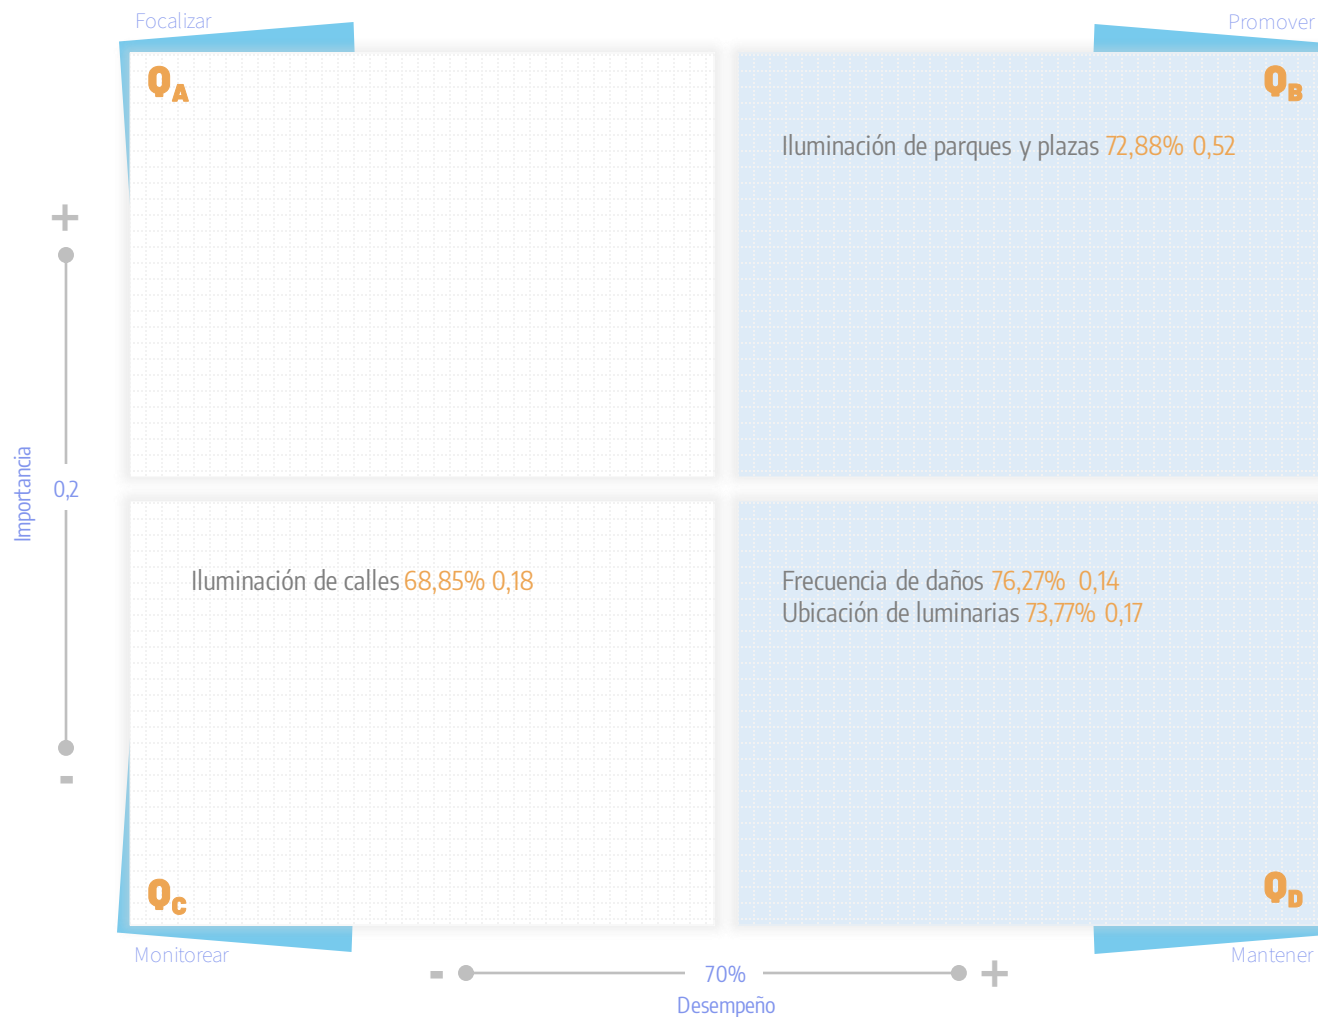 Focalizar
Promover
QA
QB
Iluminación de parques y plazas 72,88% 0,52
+
Importancia
0,2
Iluminación de calles 68,85% 0,18
Frecuencia de daños 76,27% 0,14
Ubicación de luminarias 73,77% 0,17
-
QC
QD
Monitorear
Mantener
- 70% +
Desempeño